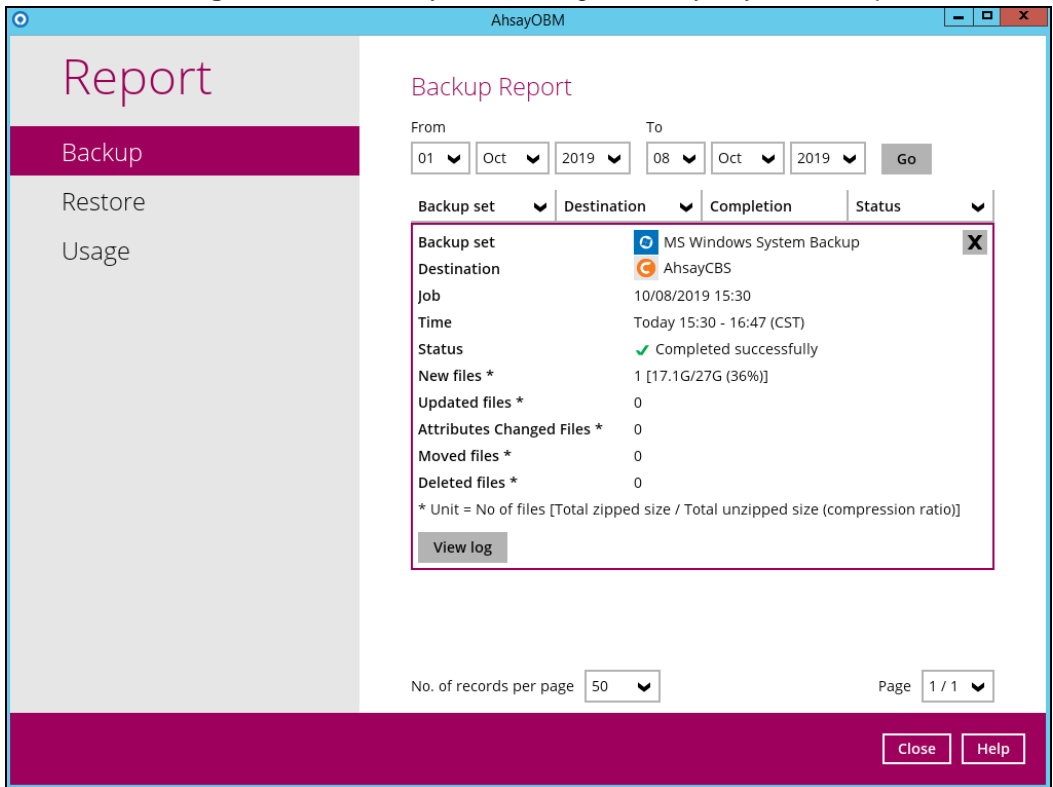 AhsayOBM
Report
Backup
Restore
Usage
Backup Report
From To
01 Oct 2019 08 Oct 2019 Go
Backup set Destination Completion Status
Backup set MS Windows System Backup X
Destination AhsayCBS
Job 10/08/2019 15:30
Time Today 15:30 - 16:47 (CST)
Status Completed successfully
New files * 1 [17.1G/27G (36%)]
Updated files * 0
Attributes Changed Files * 0
Moved files * 0
Deleted files * 0
* Unit = No of files [Total zipped size / Total unzipped size (compression ratio)]
View log
No. of records per page 50 Page 1 / 1
Close Help